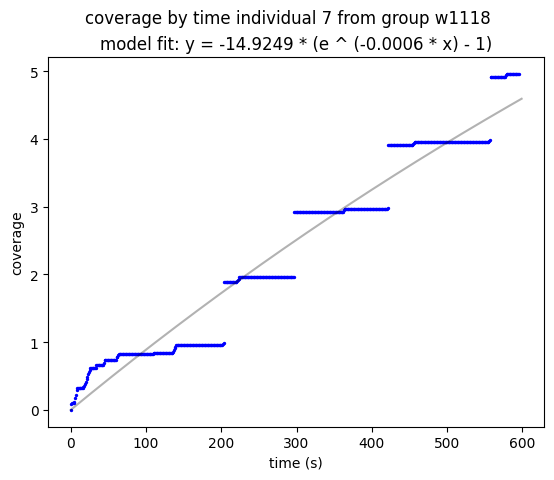 coverage by time individual 7 from group w1118
model fit: y = -14.9249 * (e ^ (-0.0006 * x) - 1)
5
4
3
2
1
0
coverage
0 100 200 300 400 500 600
time (s)